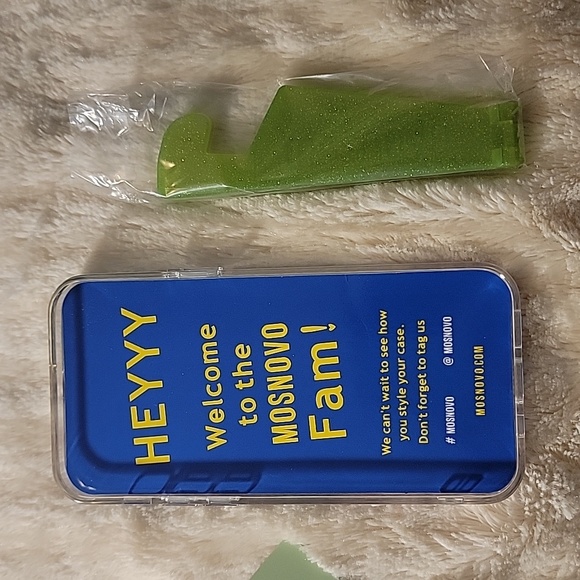 HEYYY
Welcome
to the
MOSNOVO
Fam!
We can't wait to see how
you style your case.
Don't forget to tag us
# MOSNOVO @ MOSNOVO
MOSNOVO.COM